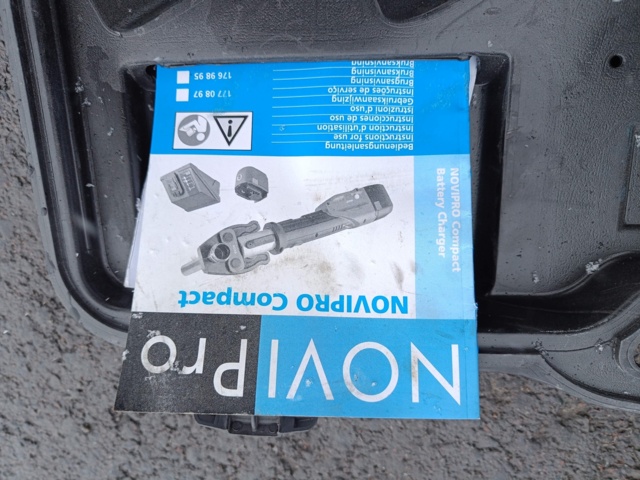 NOVIPro
NOVIPRO Compact
NOVIPRO Compact
Battery Charger
Bedienungsanleitung
Instructions for use
Instruction d'utilisation
Instrucciones de uso
Istruzioni d'uso
Gebruiksaanwijzing
Instruções de serviço
Brugsanvisning
Bruksanvisning
Bruksanvisning
177 08 97
176 98 95